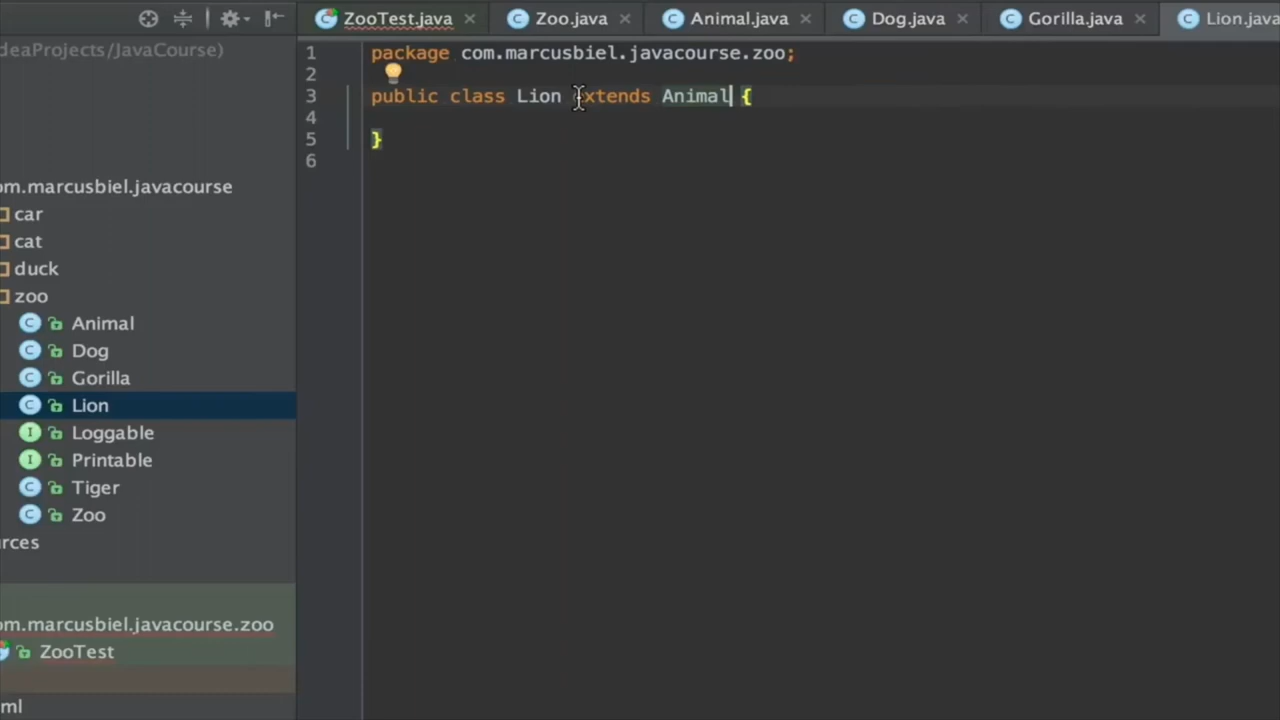 ZooTest.java Zoo.java Animal.java Dog.java Gorilla.java Lion.java
deaProjects/JavaCourse)
1 package com.marcusbiel.javacourse.zoo;
2
3 public class Lion extends Animal {
4
5 }
6
om.marcusbiel.javacourse
car
cat
duck
zoo
Animal
Dog
Gorilla
Lion
Loggable
Printable
Tiger
Zoo
urces
om.marcusbiel.javacourse.zoo
ZooTest
ml